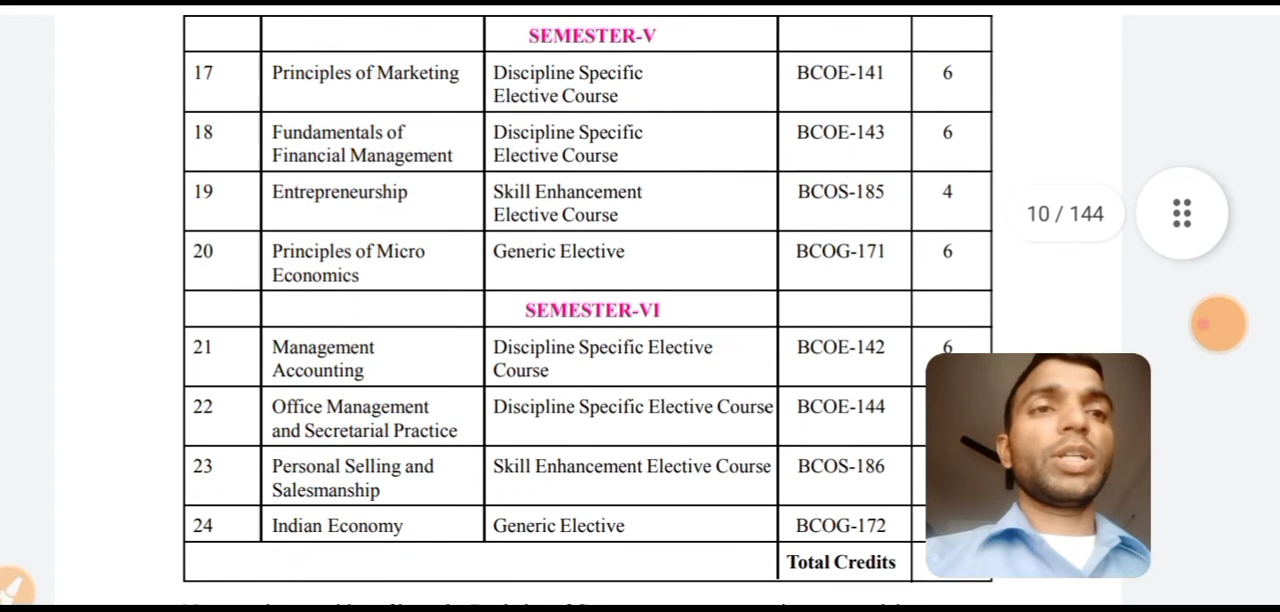 SEMESTER-V
17 Principles of Marketing Discipline Specific BCOE-141 6
Elective Course
18 Fundamentals of Discipline Specific BCOE-143 6
Financial Management Elective Course
19 Entrepreneurship Skill Enhancement BCOS-185 4
Elective Course
10 / 144
20 Principles of Micro Generic Elective BCOG-171 6
Economics
SEMESTER-VI
21 Management Discipline Specific Elective BCOE-142 6
Accounting Course
22 Office Management Discipline Specific Elective Course BCOE-144
and Secretarial Practice
23 Personal Selling and Skill Enhancement Elective Course BCOS-186
Salesmanship
24 Indian Economy Generic Elective BCOG-172
Total Credits